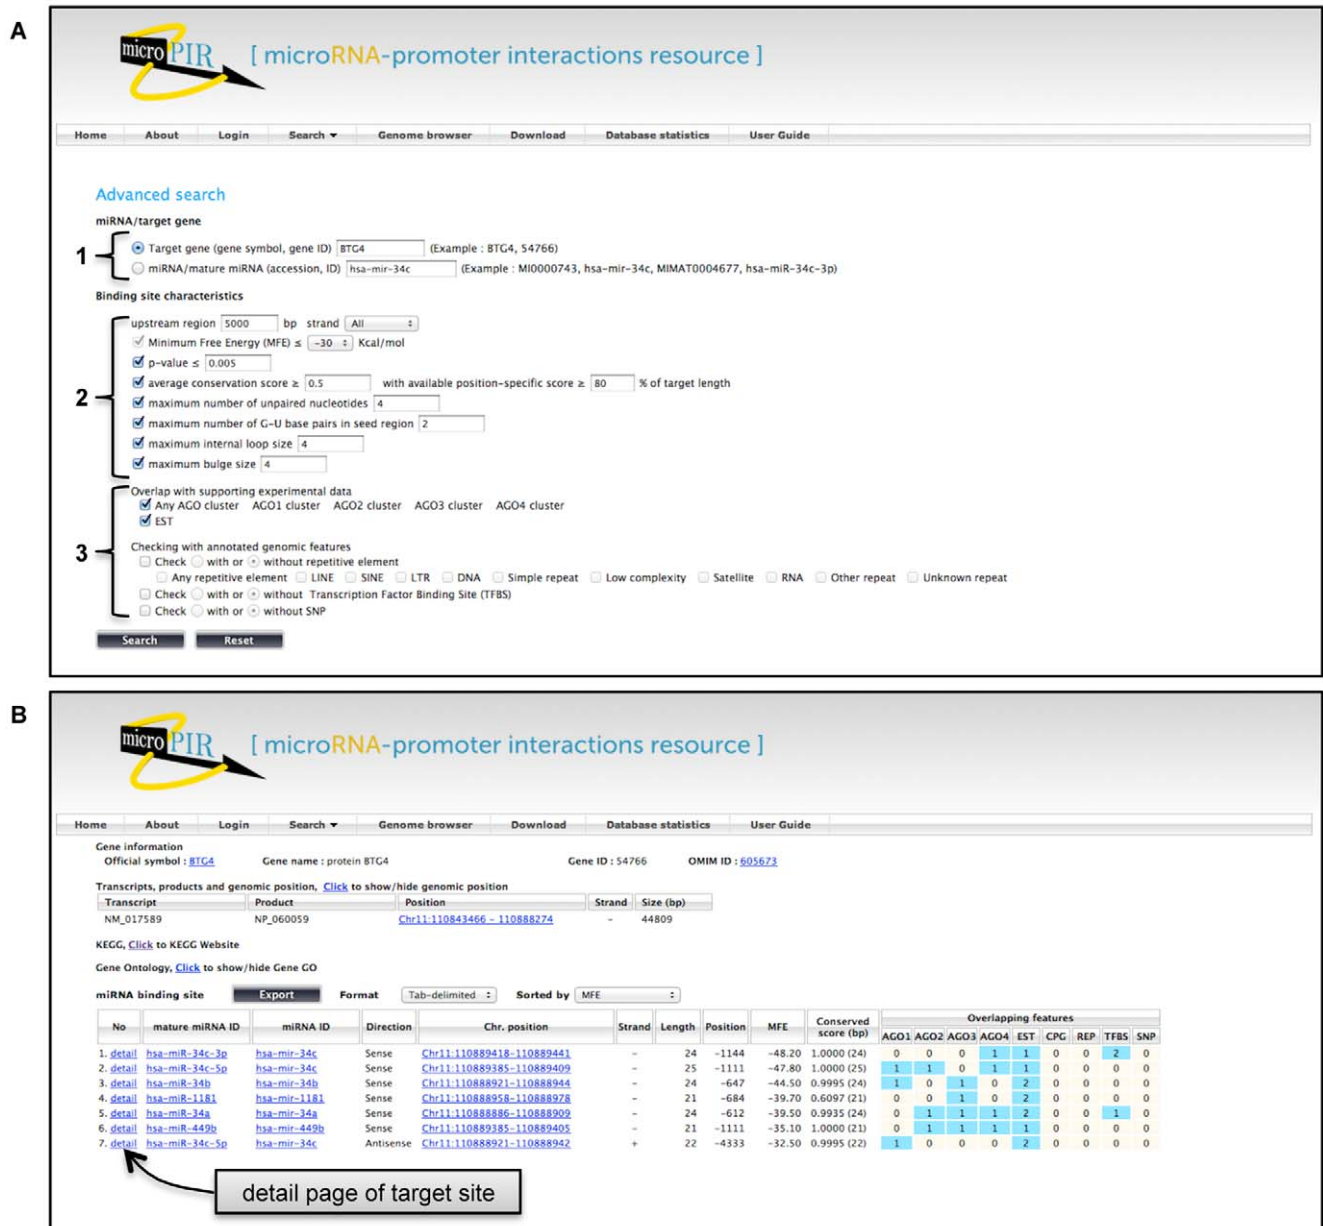 A
micro PIR [ microRNA-promoter interactions resource ]
Home About Login Search ▼ Genome browser Download Database statistics User Guide
Advanced search
miRNA/target gene
1
Target gene (gene symbol, gene ID) BTG4 (Example : BTG4, 54766)
miRNA/mature miRNA (accession, ID) hsa-mir-34c (Example : MI0000743, hsa-mir-34c, MIMAT0004677, hsa-miR-34c-3p)
Binding site characteristics
2
upstream region 5000 bp strand All
Minimum Free Energy (MFE) ≤ -30 Kcal/mol
p-value ≤ 0.005
average conservation score ≥ 0.5 with available position-specific score ≥ 80 % of target length
maximum number of unpaired nucleotides 4
maximum number of G-U base pairs in seed region 2
maximum internal loop size 4
maximum bulge size 4
3
Overlap with supporting experimental data
Any AGO cluster AGO1 cluster AGO2 cluster AGO3 cluster AGO4 cluster
EST
Checking with annotated genomic features
Check with or without repetitive element
Any repetitive element LINE SINE LTR DNA Simple repeat Low complexity Satellite RNA Other repeat Unknown repeat
Check with or without Transcription Factor Binding Site (TFBS)
Check with or without SNP
Search Reset
B
micro PIR [ microRNA-promoter interactions resource ]
Home About Login Search ▼ Genome browser Download Database statistics User Guide
Gene information
Official symbol : BTG4 Gene name : protein BTG4 Gene ID : 54766 OMIM ID : 605673
Transcripts, products and genomic position, Click to show/hide genomic position
Transcript Product Position Strand Size (bp)
NM_017589 NP_060059 Chr11:110843466 - 110888274 - 44809
KEGG, Click to KEGG Website
Gene Ontology, Click to show/hide Gene GO
miRNA binding site Export Format Tab-delimited Sorted by MFE
No mature miRNA ID miRNA ID Direction Chr. position Strand Length Position MFE Conserved score (bp) Overlapping features
AGO1 AGO2 AGO3 AGO4 EST CPG REP TFBS SNP
1. detail hsa-miR-34c-3p hsa-mir-34c Sense Chr11:110889418-110889441 - 24 -1144 -48.20 1.0000 (24) 0 0 0 1 1 0 0 2 0
2. detail hsa-miR-34c-5p hsa-mir-34c Sense Chr11:110889385-110889409 - 25 -1111 -47.80 1.0000 (25) 1 1 0 1 1 0 0 0 0
3. detail hsa-miR-34b hsa-mir-34b Sense Chr11:110888921-110888944 - 24 -647 -44.50 0.9995 (24) 1 0 1 0 2 0 0 0 0
4. detail hsa-miR-1181 hsa-mir-1181 Sense Chr11:110888958-110888978 - 21 -684 -39.70 0.6097 (21) 0 0 1 0 2 0 0 0 0
5. detail hsa-miR-34a hsa-mir-34a Sense Chr11:110888886-110888909 - 24 -612 -39.50 0.9935 (24) 0 1 1 1 2 0 0 1 0
6. detail hsa-miR-449b hsa-mir-449b Sense Chr11:110889385-110889405 - 21 -1111 -35.10 1.0000 (21) 0 1 1 1 1 0 0 0 0
7. detail hsa-miR-34c-5p hsa-mir-34c Antisense Chr11:110888921-110888942 + 22 -4333 -32.50 0.9995 (22) 1 0 0 0 2 0 0 0 0
detail page of target site